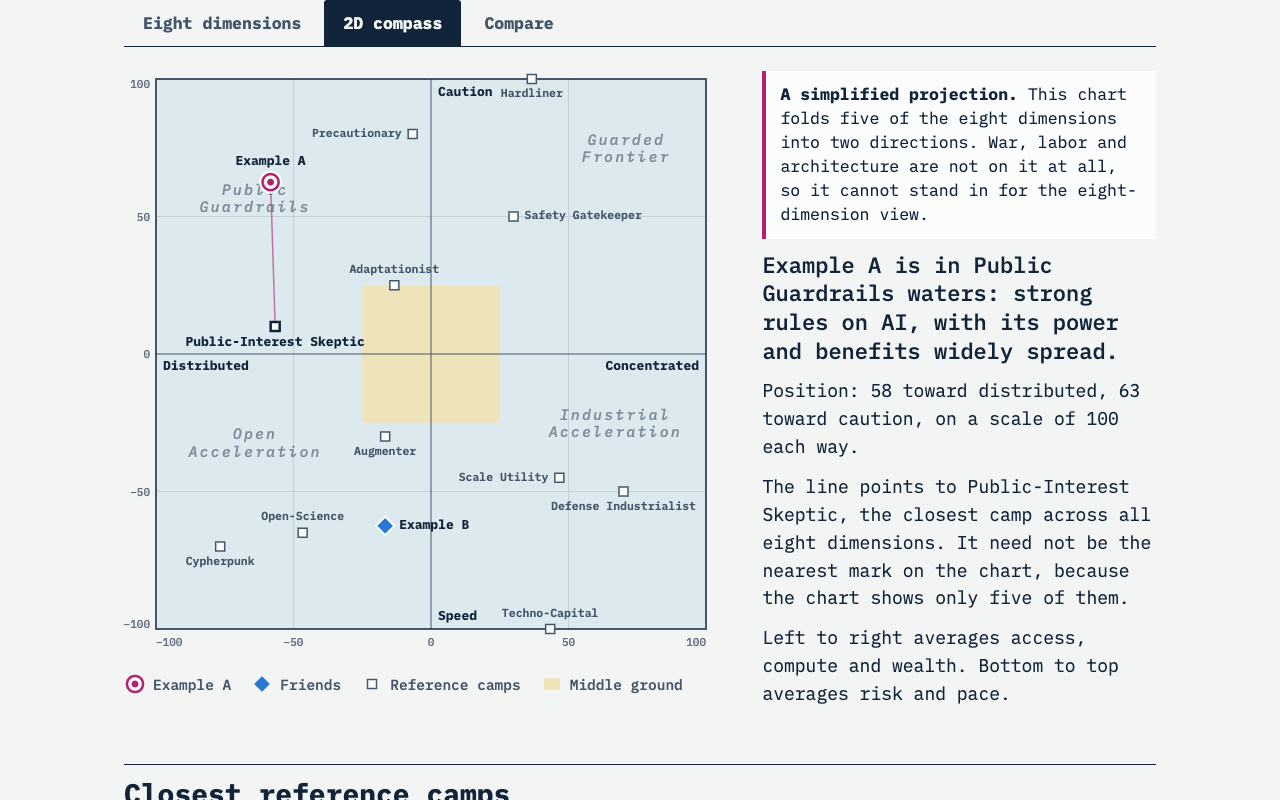 Eight dimensions
2D compass
Compare
100
50
0
−50
−100
−100
−50
0
50
100
Caution
Hardliner
Precautionary
Guarded
Frontier
Example A
Public
Guardrails
Safety Gatekeeper
Adaptationist
Public-Interest Skeptic
Distributed
Concentrated
Industrial
Acceleration
Open
Acceleration
Augmenter
Scale Utility
Defense Industrialist
Open-Science
Example B
Cypherpunk
Speed
Techno-Capital
Example A
Friends
Reference camps
Middle ground
A simplified projection. This chart
folds five of the eight dimensions
into two directions. War, labor and
architecture are not on it at all,
so it cannot stand in for the eight-
dimension view.
Example A is in Public
Guardrails waters: strong
rules on AI, with its power
and benefits widely spread.
Position: 58 toward distributed, 63
toward caution, on a scale of 100
each way.
The line points to Public-Interest
Skeptic, the closest camp across all
eight dimensions. It need not be the
nearest mark on the chart, because
the chart shows only five of them.
Left to right averages access,
compute and wealth. Bottom to top
averages risk and pace.
Closest reference camps